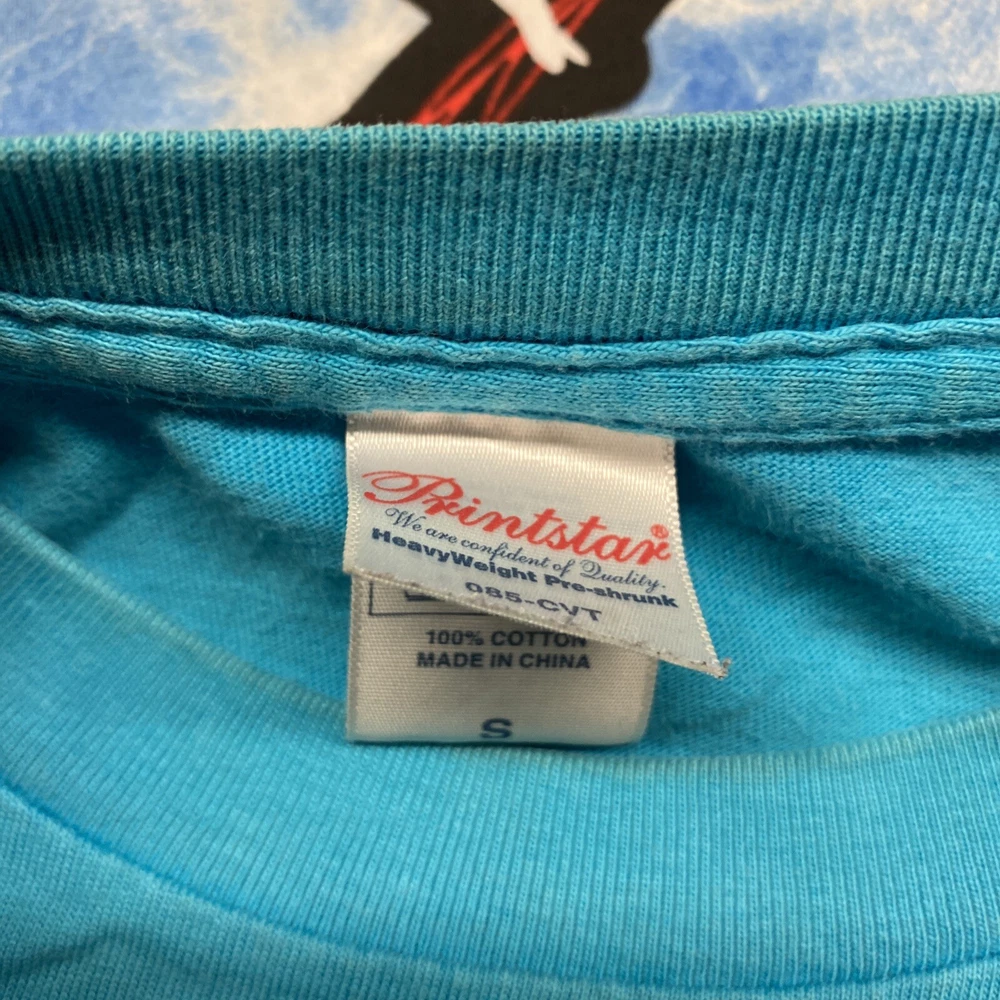 Printstar®
We are confident of Quality.
HeavyWeight Pre-shrunk
085-CVT
100% COTTON
MADE IN CHINA
S